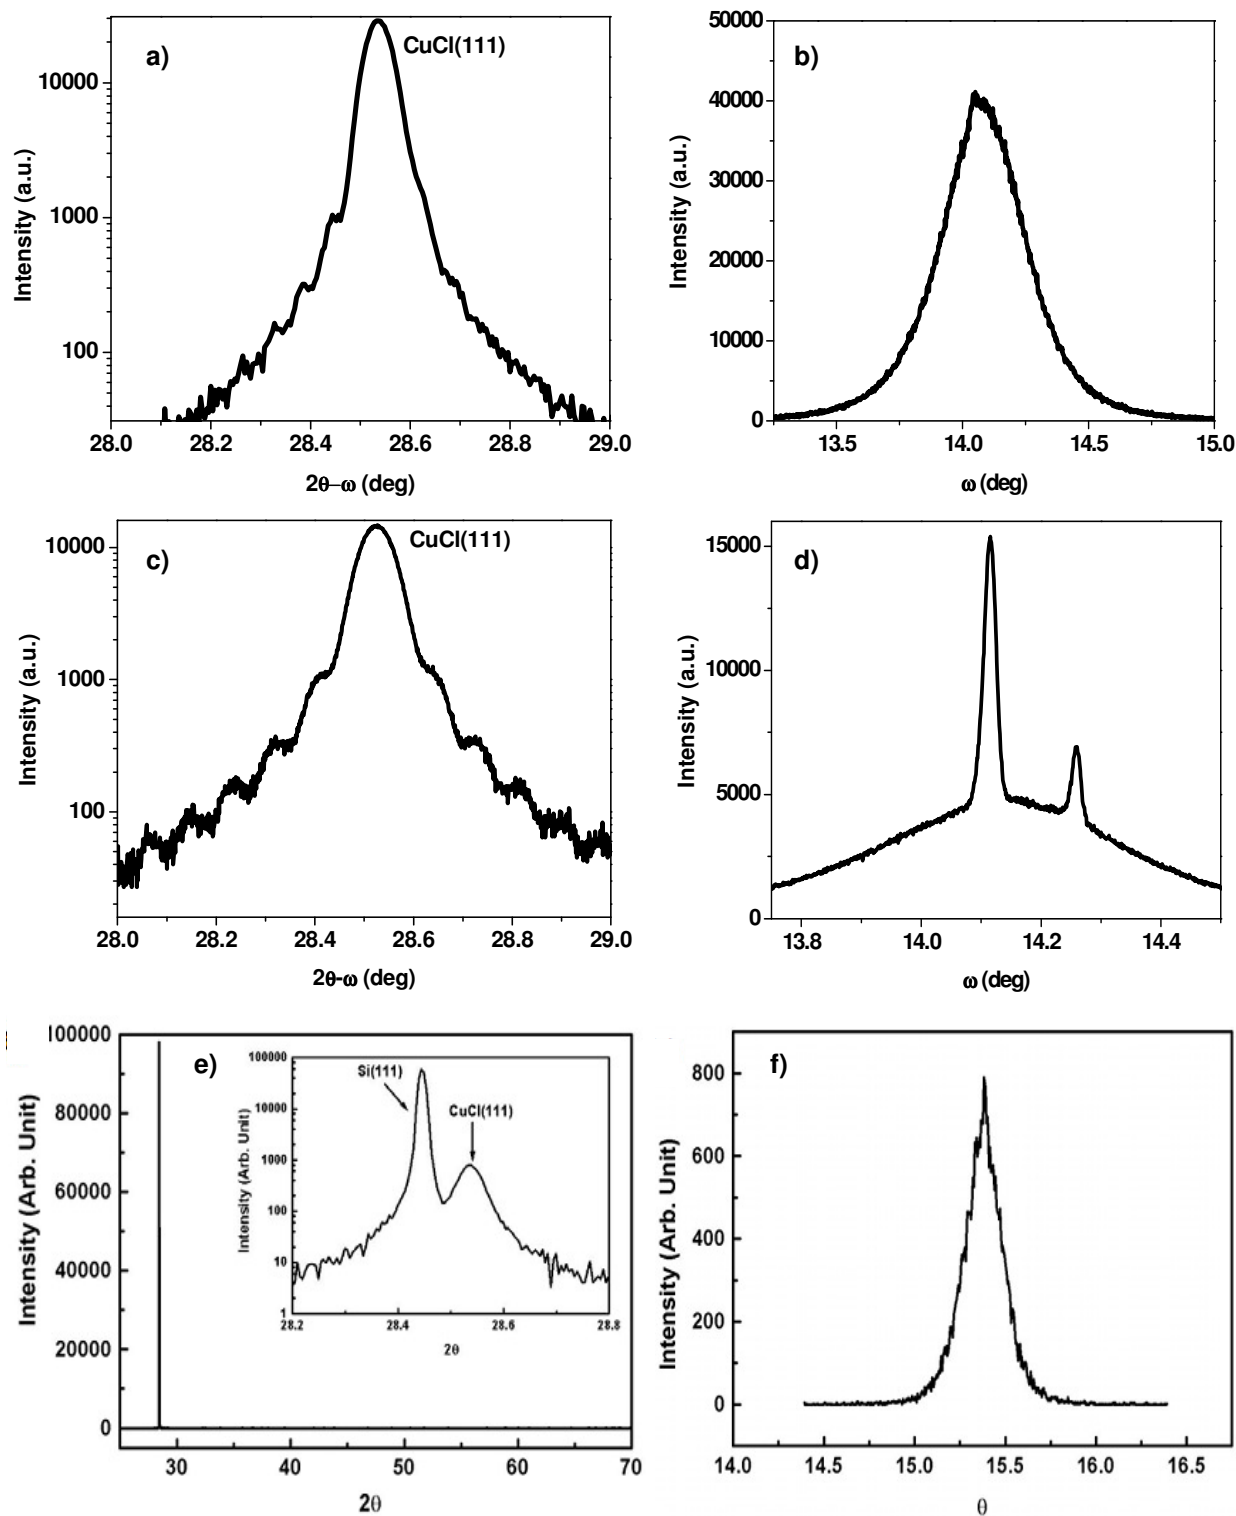 a)
CuCl(111)
10000
1000
100
Intensity (a.u.)
28.0 28.2 28.4 28.6 28.8 29.0
2θ−ω (deg)
b)
50000
40000
30000
20000
10000
0
Intensity (a.u.)
13.5 14.0 14.5 15.0
ω (deg)
c)
CuCl(111)
10000
1000
100
Intensity (a.u.)
28.0 28.2 28.4 28.6 28.8 29.0
2θ-ω (deg)
d)
15000
10000
5000
0
Intensity (a.u.)
13.8 14.0 14.2 14.4
ω (deg)
e)
100000
80000
60000
40000
20000
0
Intensity (Arb. Unit)
30 40 50 60 70
2θ
100000
10000
1000
100
10
1
Intensity (Arb. Unit)
Si(111)
CuCl(111)
28.2 28.4 28.6 28.8
2θ
f)
800
600
400
200
0
Intensity (Arb. Unit)
14.0 14.5 15.0 15.5 16.0 16.5
θ